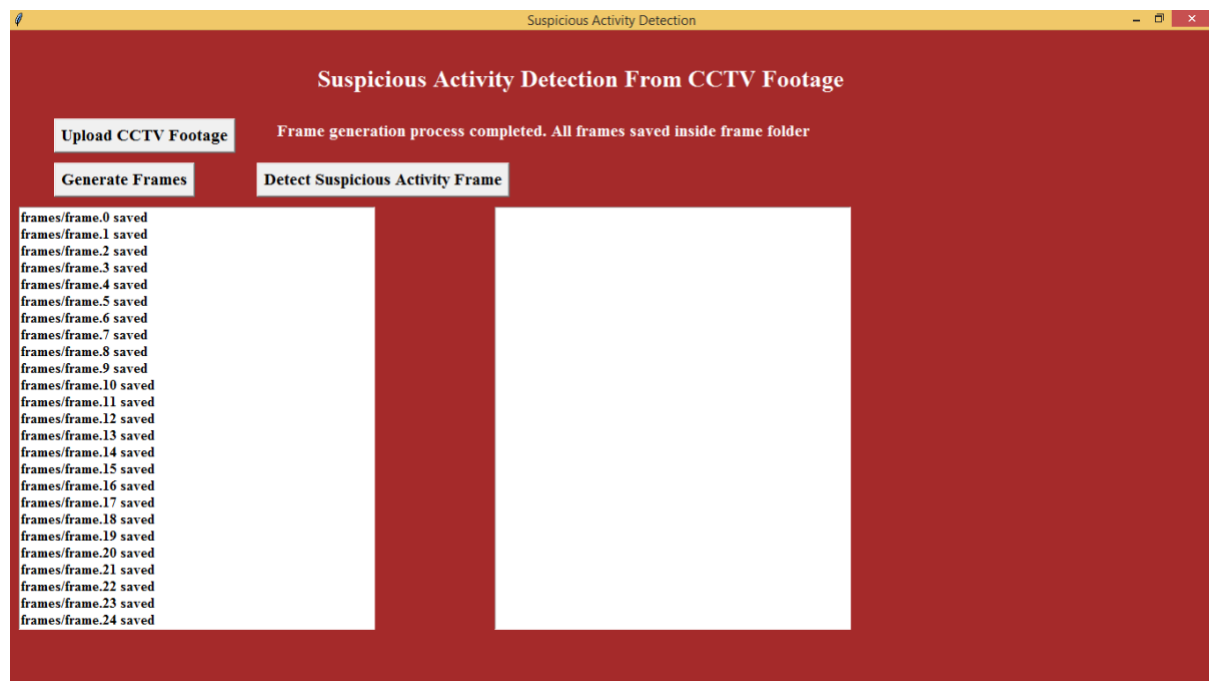 Suspicious Activity Detection
Suspicious Activity Detection From CCTV Footage
Upload CCTV Footage
Frame generation process completed. All frames saved inside frame folder
Generate Frames
Detect Suspicious Activity Frame
frames/frame.0 saved
frames/frame.1 saved
frames/frame.2 saved
frames/frame.3 saved
frames/frame.4 saved
frames/frame.5 saved
frames/frame.6 saved
frames/frame.7 saved
frames/frame.8 saved
frames/frame.9 saved
frames/frame.10 saved
frames/frame.11 saved
frames/frame.12 saved
frames/frame.13 saved
frames/frame.14 saved
frames/frame.15 saved
frames/frame.16 saved
frames/frame.17 saved
frames/frame.18 saved
frames/frame.19 saved
frames/frame.20 saved
frames/frame.21 saved
frames/frame.22 saved
frames/frame.23 saved
frames/frame.24 saved